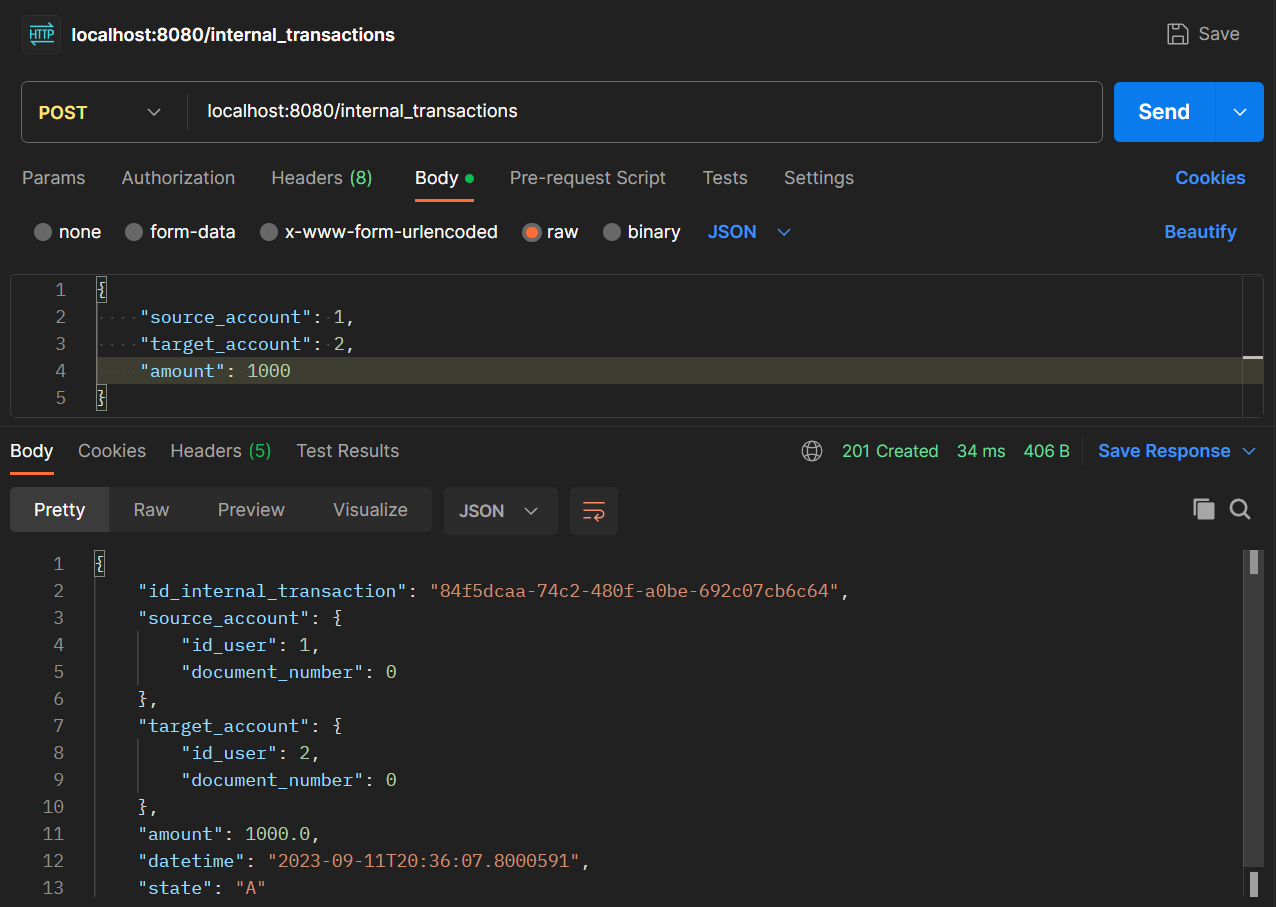 HTTP localhost:8080/internal_transactions Save
POST localhost:8080/internal_transactions Send
Params Authorization Headers (8) Body Pre-request Script Tests Settings Cookies
none form-data x-www-form-urlencoded raw binary JSON Beautify
1 {
2 "source_account": 1,
3 "target_account": 2,
4 "amount": 1000
5 }
Body Cookies Headers (5) Test Results 201 Created 34 ms 406 B Save Response
Pretty Raw Preview Visualize JSON
1 {
2 "id_internal_transaction": "84f5dcaa-74c2-480f-a0be-692c07cb6c64",
3 "source_account": {
4 "id_user": 1,
5 "document_number": 0
6 },
7 "target_account": {
8 "id_user": 2,
9 "document_number": 0
10 },
11 "amount": 1000.0,
12 "datetime": "2023-09-11T20:36:07.8000591",
13 "state": "A"